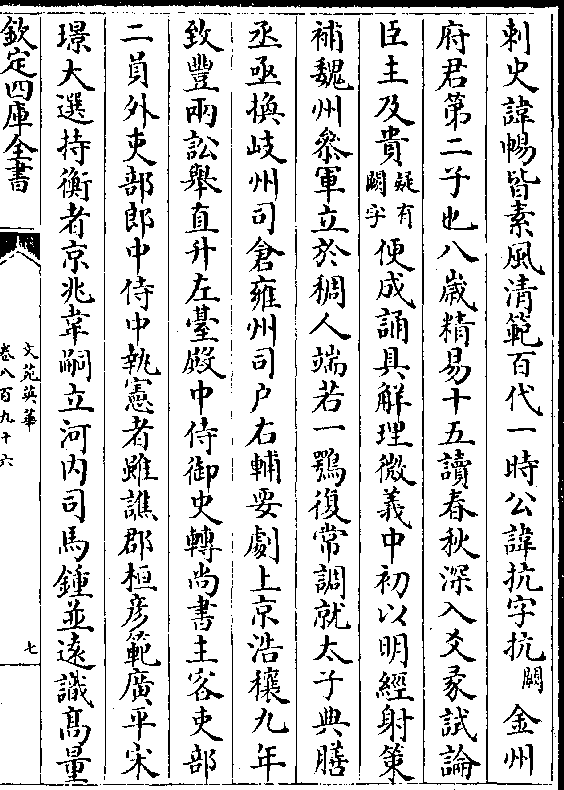 刺史諱暢皆素風清範百代一時公諱抗字抗闕金州
府君第二子也八歲精易十五讀春秋深入爻彖試論
臣主及貴疑有闕字便成誦具解理微義中初以明經射策
補魏州叅軍立於稠人端若一鶚復常調就太子典膳
丞亟換岐州司倉雍州司户右輔要劇上京浩穰九年
致豐兩訟舉直升左臺殿中侍御史轉尚書主客吏部
二員外吏部郎中侍中執憲者雖譙郡桓彦範廣平宋
璟大選持衡者京兆韋嗣立河内司馬鍾並遠識髙量
欽定四庫全書
文苑英華
卷八百九十六
七